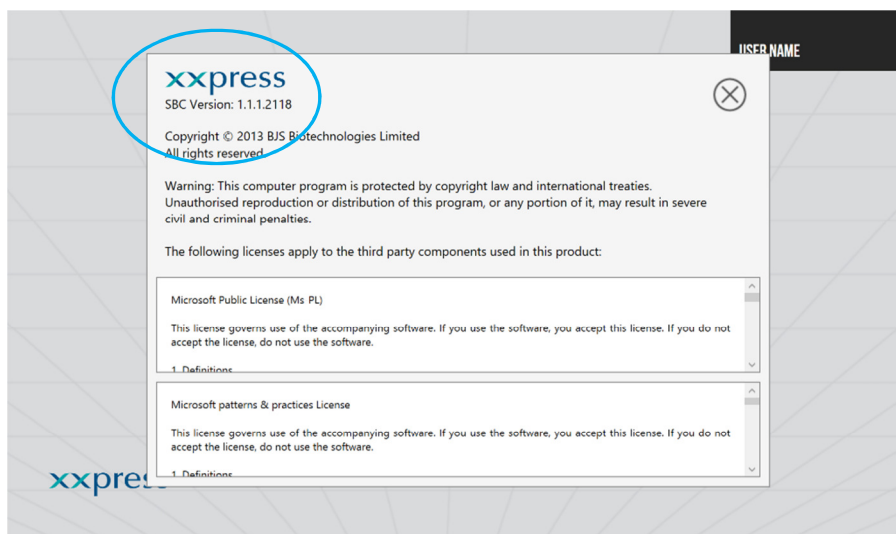 USER NAME
xxpress
SBC Version: 1.1.1.2118
Copyright © 2013 BJS Biotechnologies Limited
All rights reserved.
Warning: This computer program is protected by copyright law and international treaties.
Unauthorised reproduction or distribution of this program, or any portion of it, may result in severe
civil and criminal penalties.
The following licenses apply to the third party components used in this product:
Microsoft Public License (Ms PL)
This license governs use of the accompanying software. If you use the software, you accept this license. If you do not
accept the license, do not use the software.
1. Definitions
Microsoft patterns & practices License
This license governs use of the accompanying software. If you use the software, you accept this license. If you do not
accept the license, do not use the software.
1. Definitions
xxpress